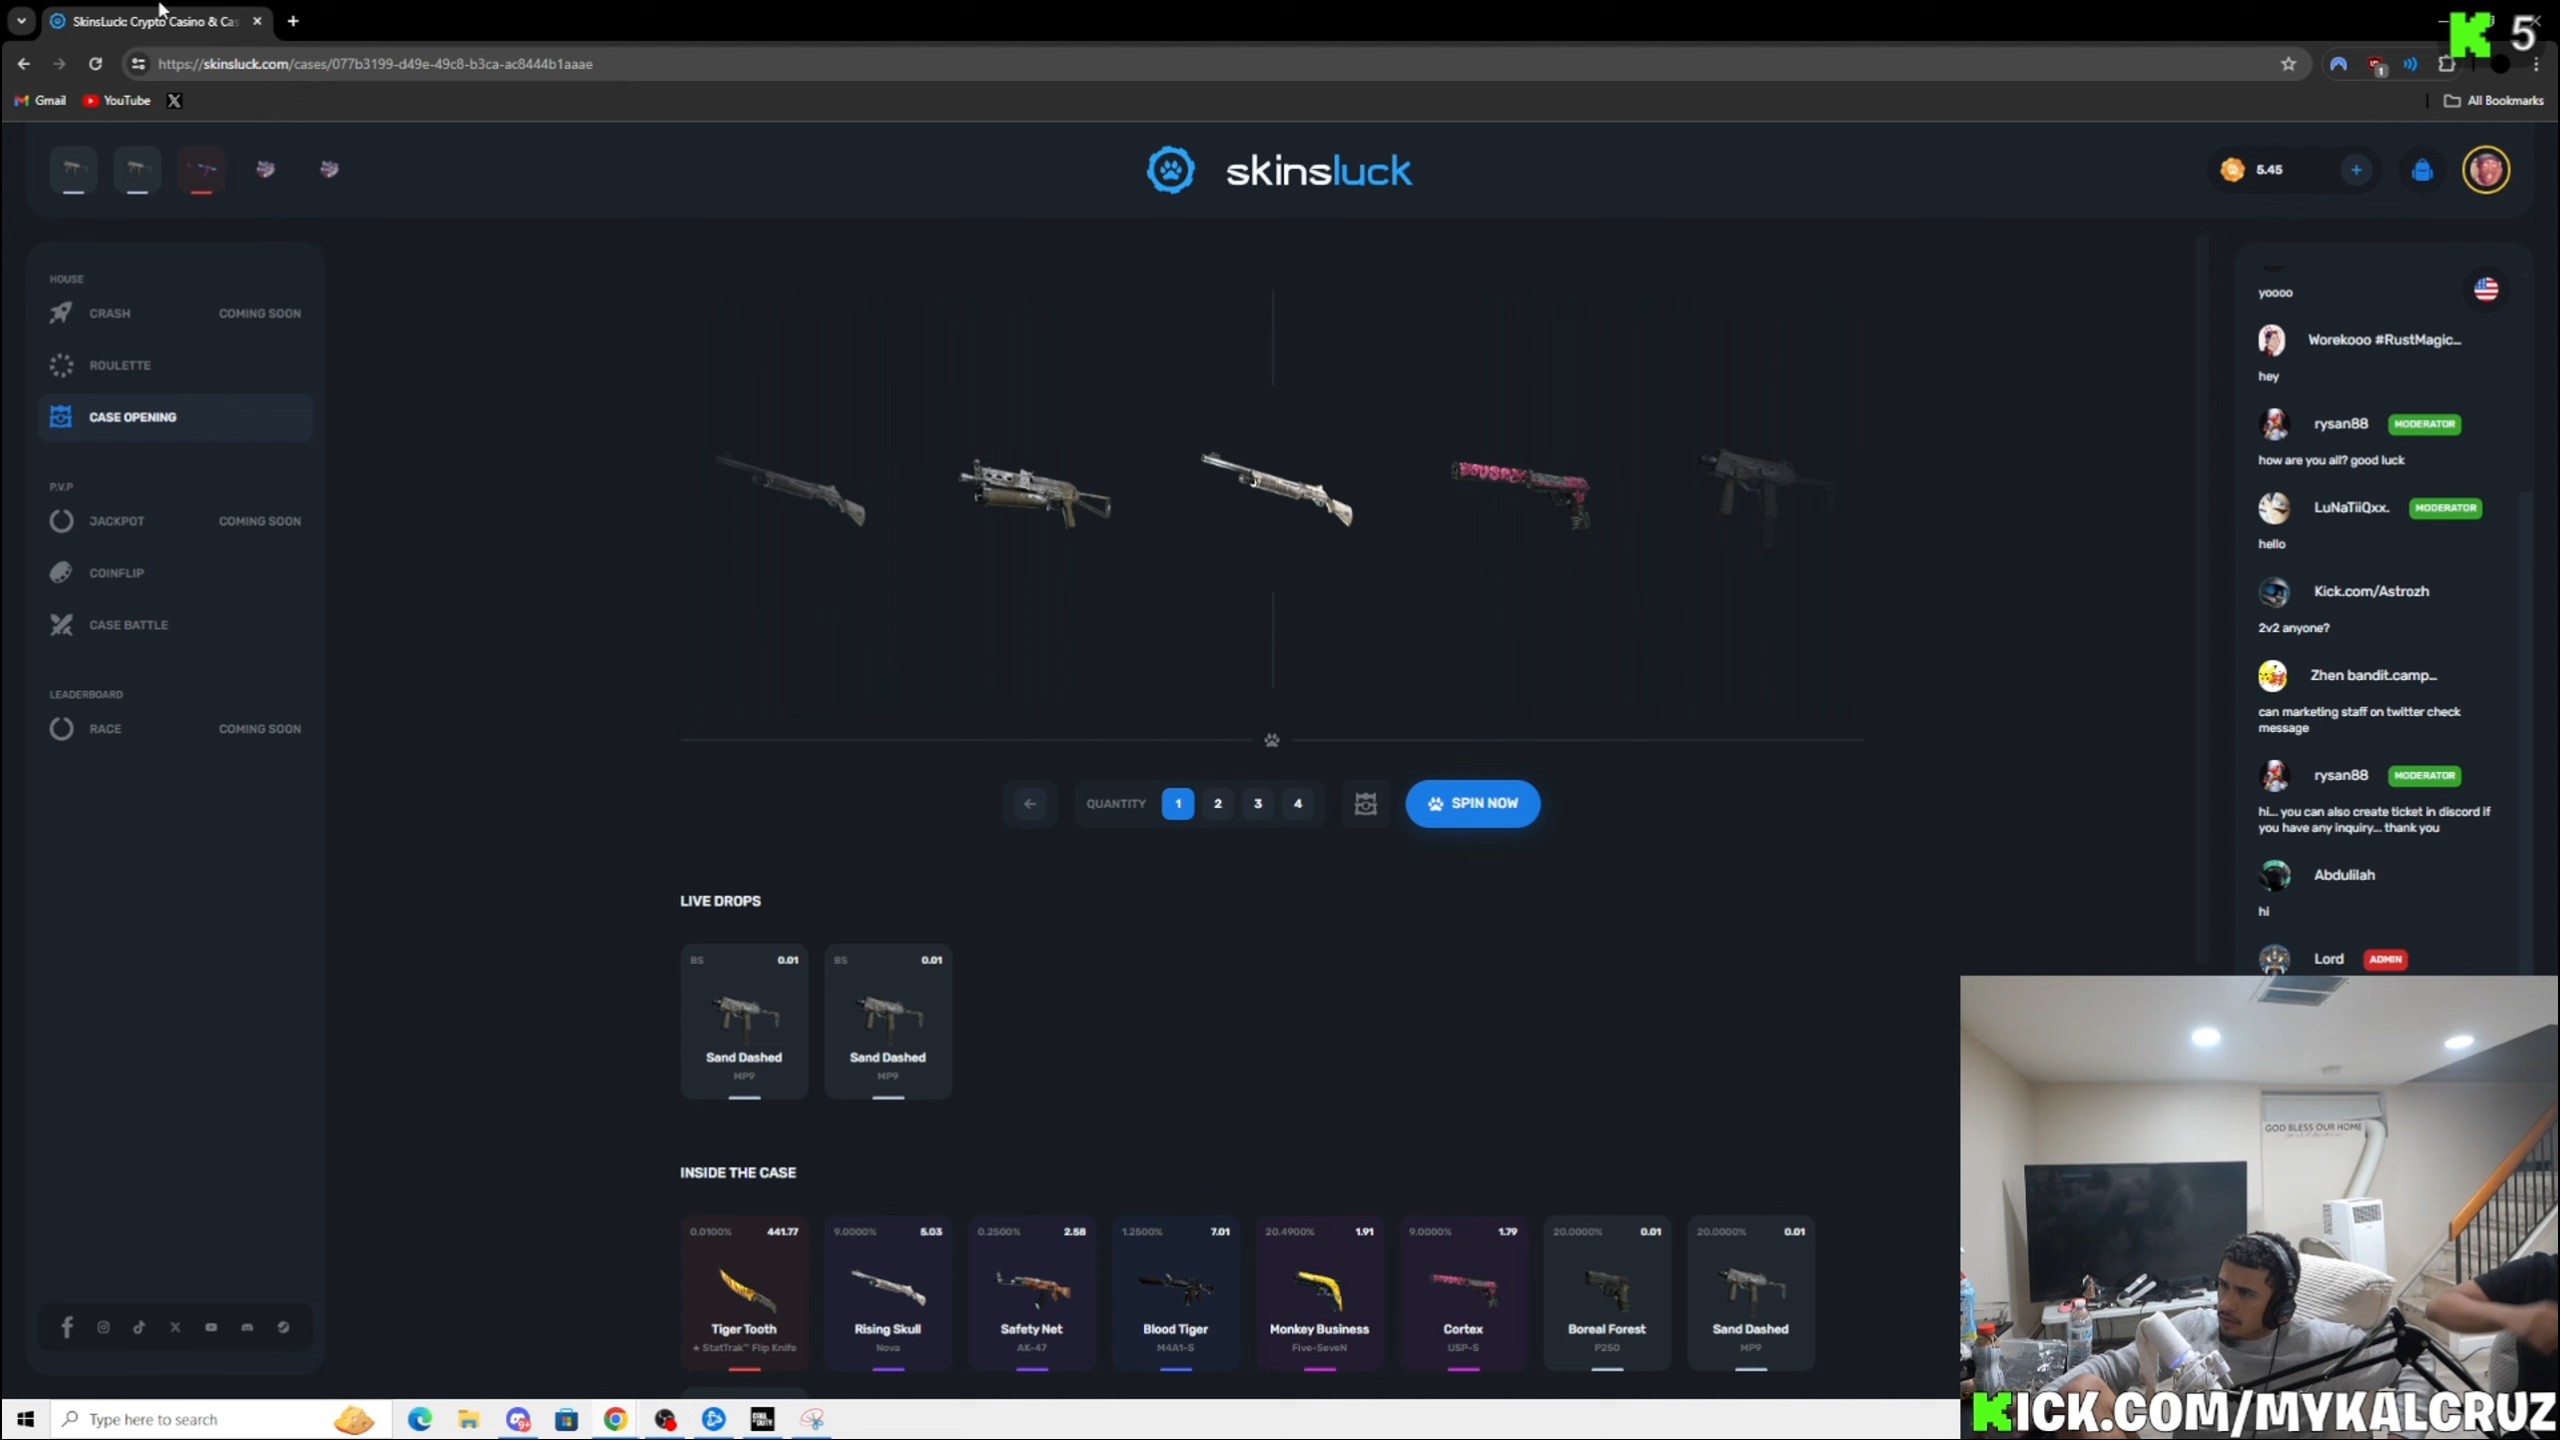 SkinsLuck: Crypto Casino & Cas
5
https://skinsluck.com/cases/077b3199-d49e-49c8-b3ca-ac8444b1aaae
1
Gmail
YouTube
All Bookmarks
skinsluck
5.45
HOUSE
CRASH COMING SOON
ROULETTE
CASE OPENING
P.V.P
JACKPOT COMING SOON
COINFLIP
CASE BATTLE
LEADERBOARD
RACE COMING SOON
QUANTITY 1 2 3 4
SPIN NOW
LIVE DROPS
BS 0.01
Sand Dashed
MP9
BS 0.01
Sand Dashed
MP9
INSIDE THE CASE
0.0100% 441.77
Tiger Tooth
★ StatTrak™ Flip Knife
9.0000% 5.03
Rising Skull
Nova
0.2500% 2.58
Safety Net
AK-47
1.2500% 7.01
Blood Tiger
M4A1-S
20.4900% 1.91
Monkey Business
Five-SeveN
9.0000% 1.79
Cortex
USP-S
20.0000% 0.01
Boreal Forest
P250
20.0000% 0.01
Sand Dashed
MP9
yoooo
Worekooo #RustMagic...
hey
rysan88 MODERATOR
how are you all? good luck
LuNaTiiQxx. MODERATOR
hello
Kick.com/Astrozh
2v2 anyone?
Zhen bandit.camp...
can marketing staff on twitter check
message
rysan88 MODERATOR
hi... you can also create ticket in discord if
you have any inquiry... thank you
Abdulilah
hi
Lord ADMIN
GOD BLESS OUR HOME
KICK.COM/MYKALCRUZ
Type here to search